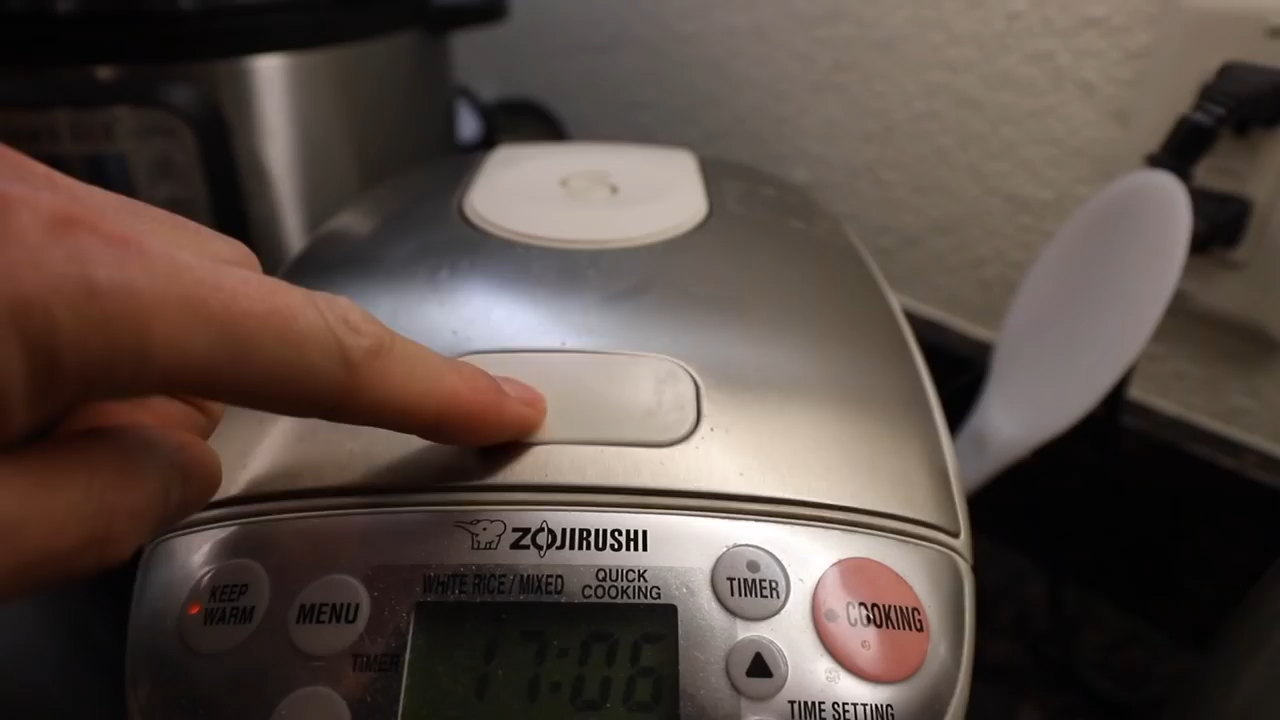 ZOJIRUSHI
WHITE RICE / MIXED
QUICK
COOKING
KEEP
WARM
MENU
TIMER
COOKING
TIMER
17:06
TIME SETTING